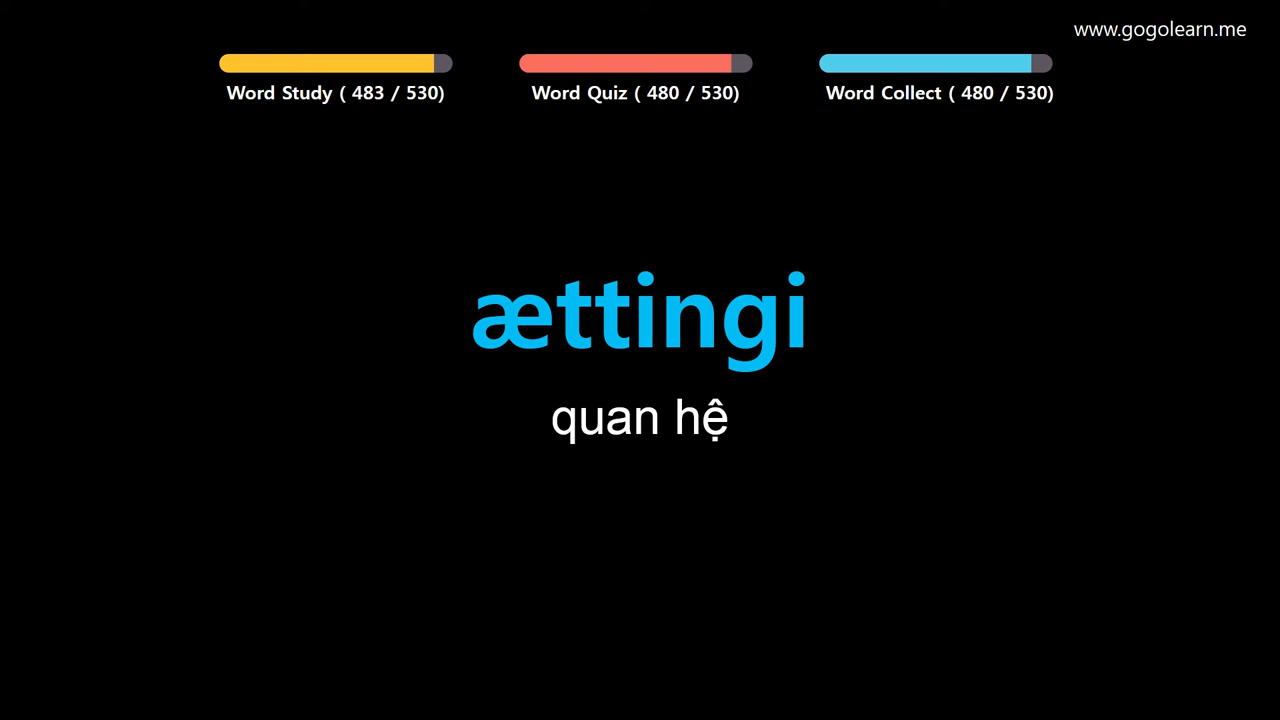 www.gogolearn.me
Word Study ( 483 / 530)
Word Quiz ( 480 / 530)
Word Collect ( 480 / 530)
ættingi
quan hệ